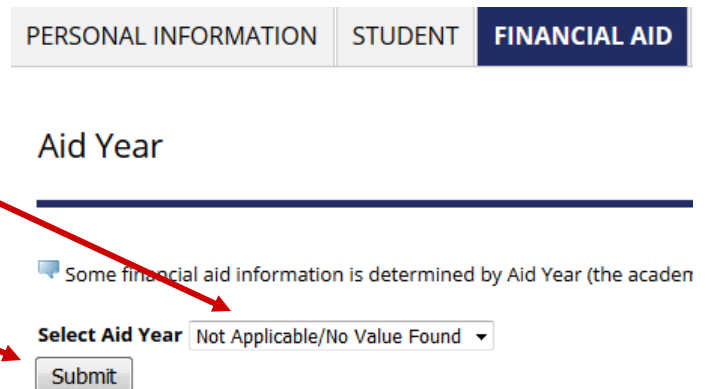 PERSONAL INFORMATION STUDENT FINANCIAL AID
Aid Year
Some financial aid information is determined by Aid Year (the
Select Aid Year Not Applicable/No Value Found
Submit